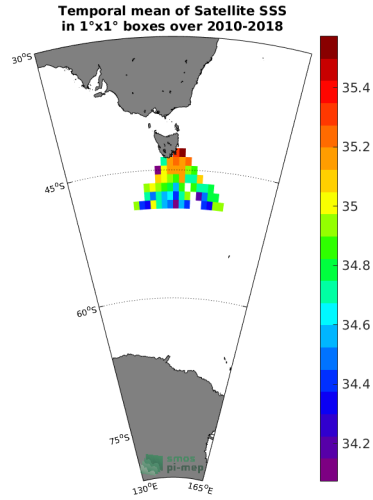 Temporal mean of Satellite SSS
in 1°x1° boxes over 2010-2018
30°S
45°S
60°S
75°S
130°E
165°E
35.4
35.2
35
34.8
34.6
34.4
34.2
smos
pi-mep